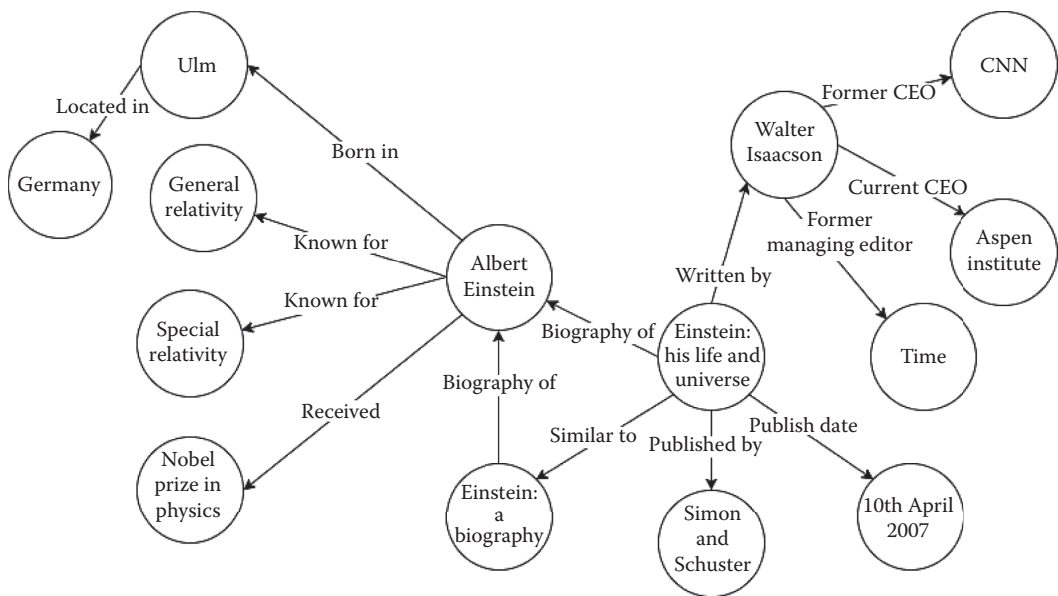 Ulm
CNN
Located in
Former CEO
Walter
Isaacson
Born in
Germany
General
relativity
Current CEO
Former
managing editor
Aspen
institute
Known for
Albert
Einstein
Written by
Known for
Special
relativity
Biography of
Einstein:
his life and
universe
Time
Biography of
Received
Similar to
Published by
Publish date
Nobel
prize in
physics
Einstein:
a
biography
Simon
and
Schuster
10th April
2007